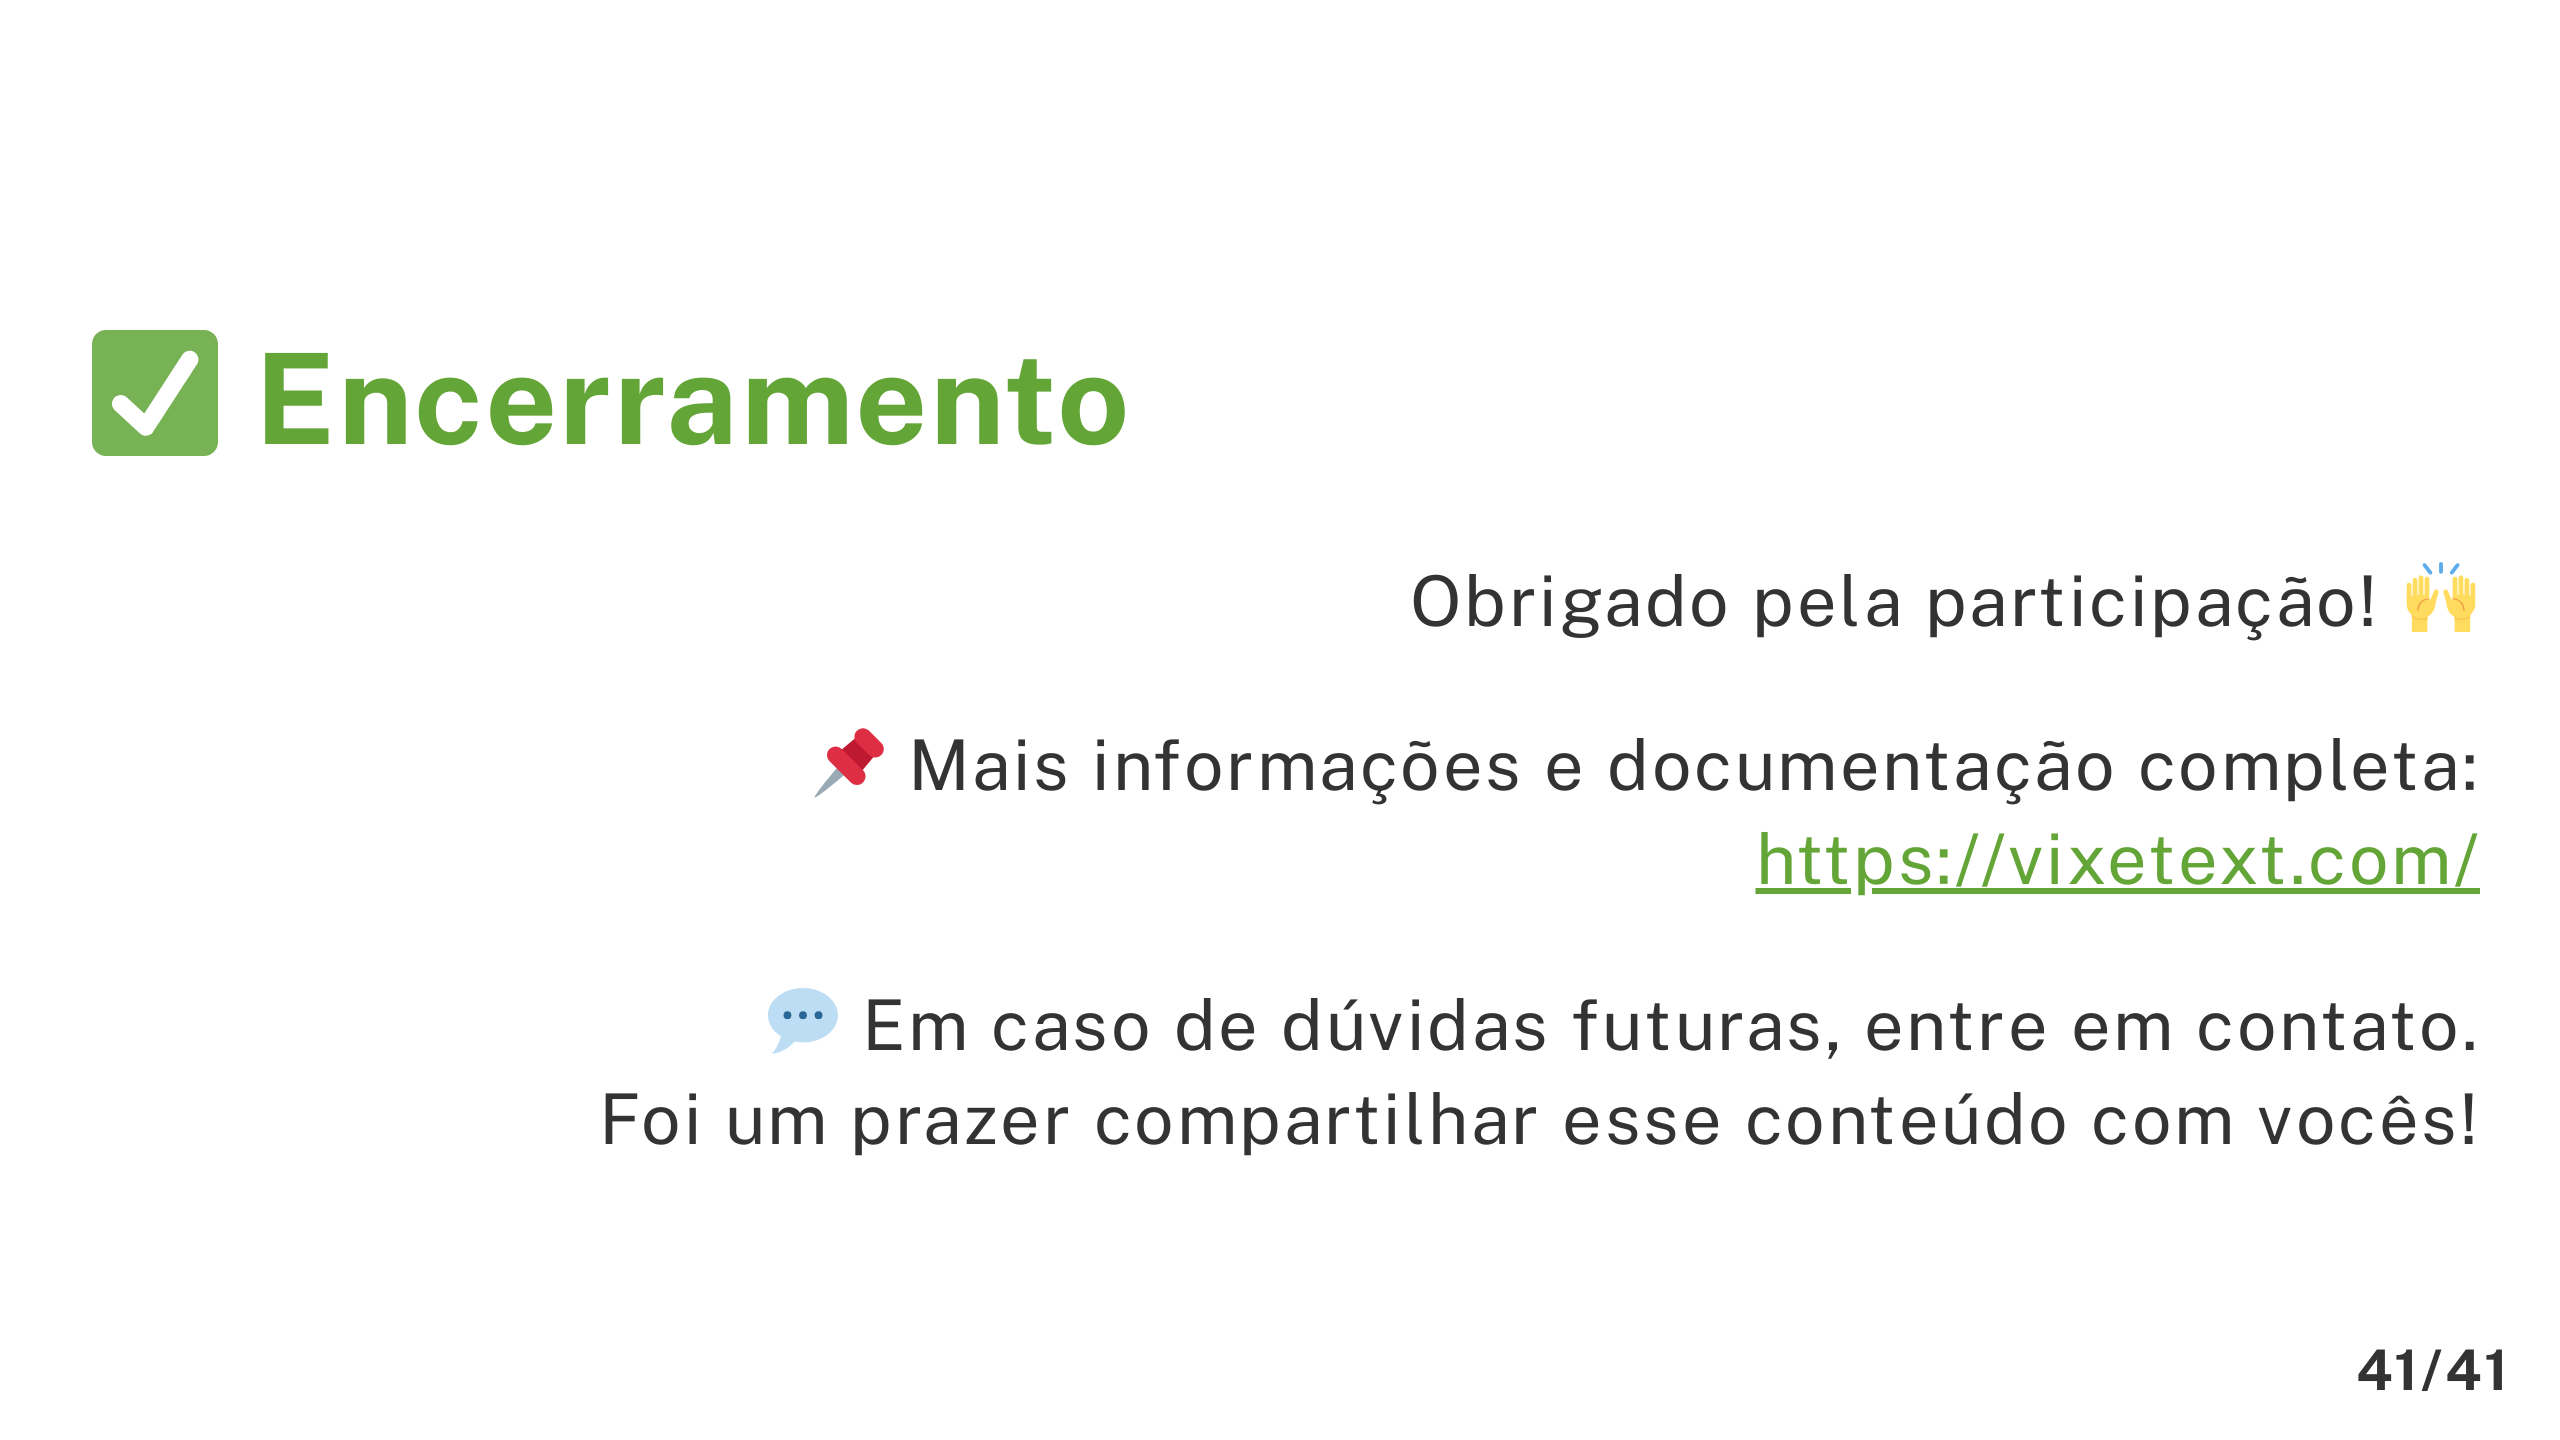 ✅ Encerramento
Obrigado pela participação! 🙌
📌 Mais informações e documentação completa:
https://vixetext.com/
💬 Em caso de dúvidas futuras, entre em contato.
Foi um prazer compartilhar esse conteúdo com vocês!
41/41